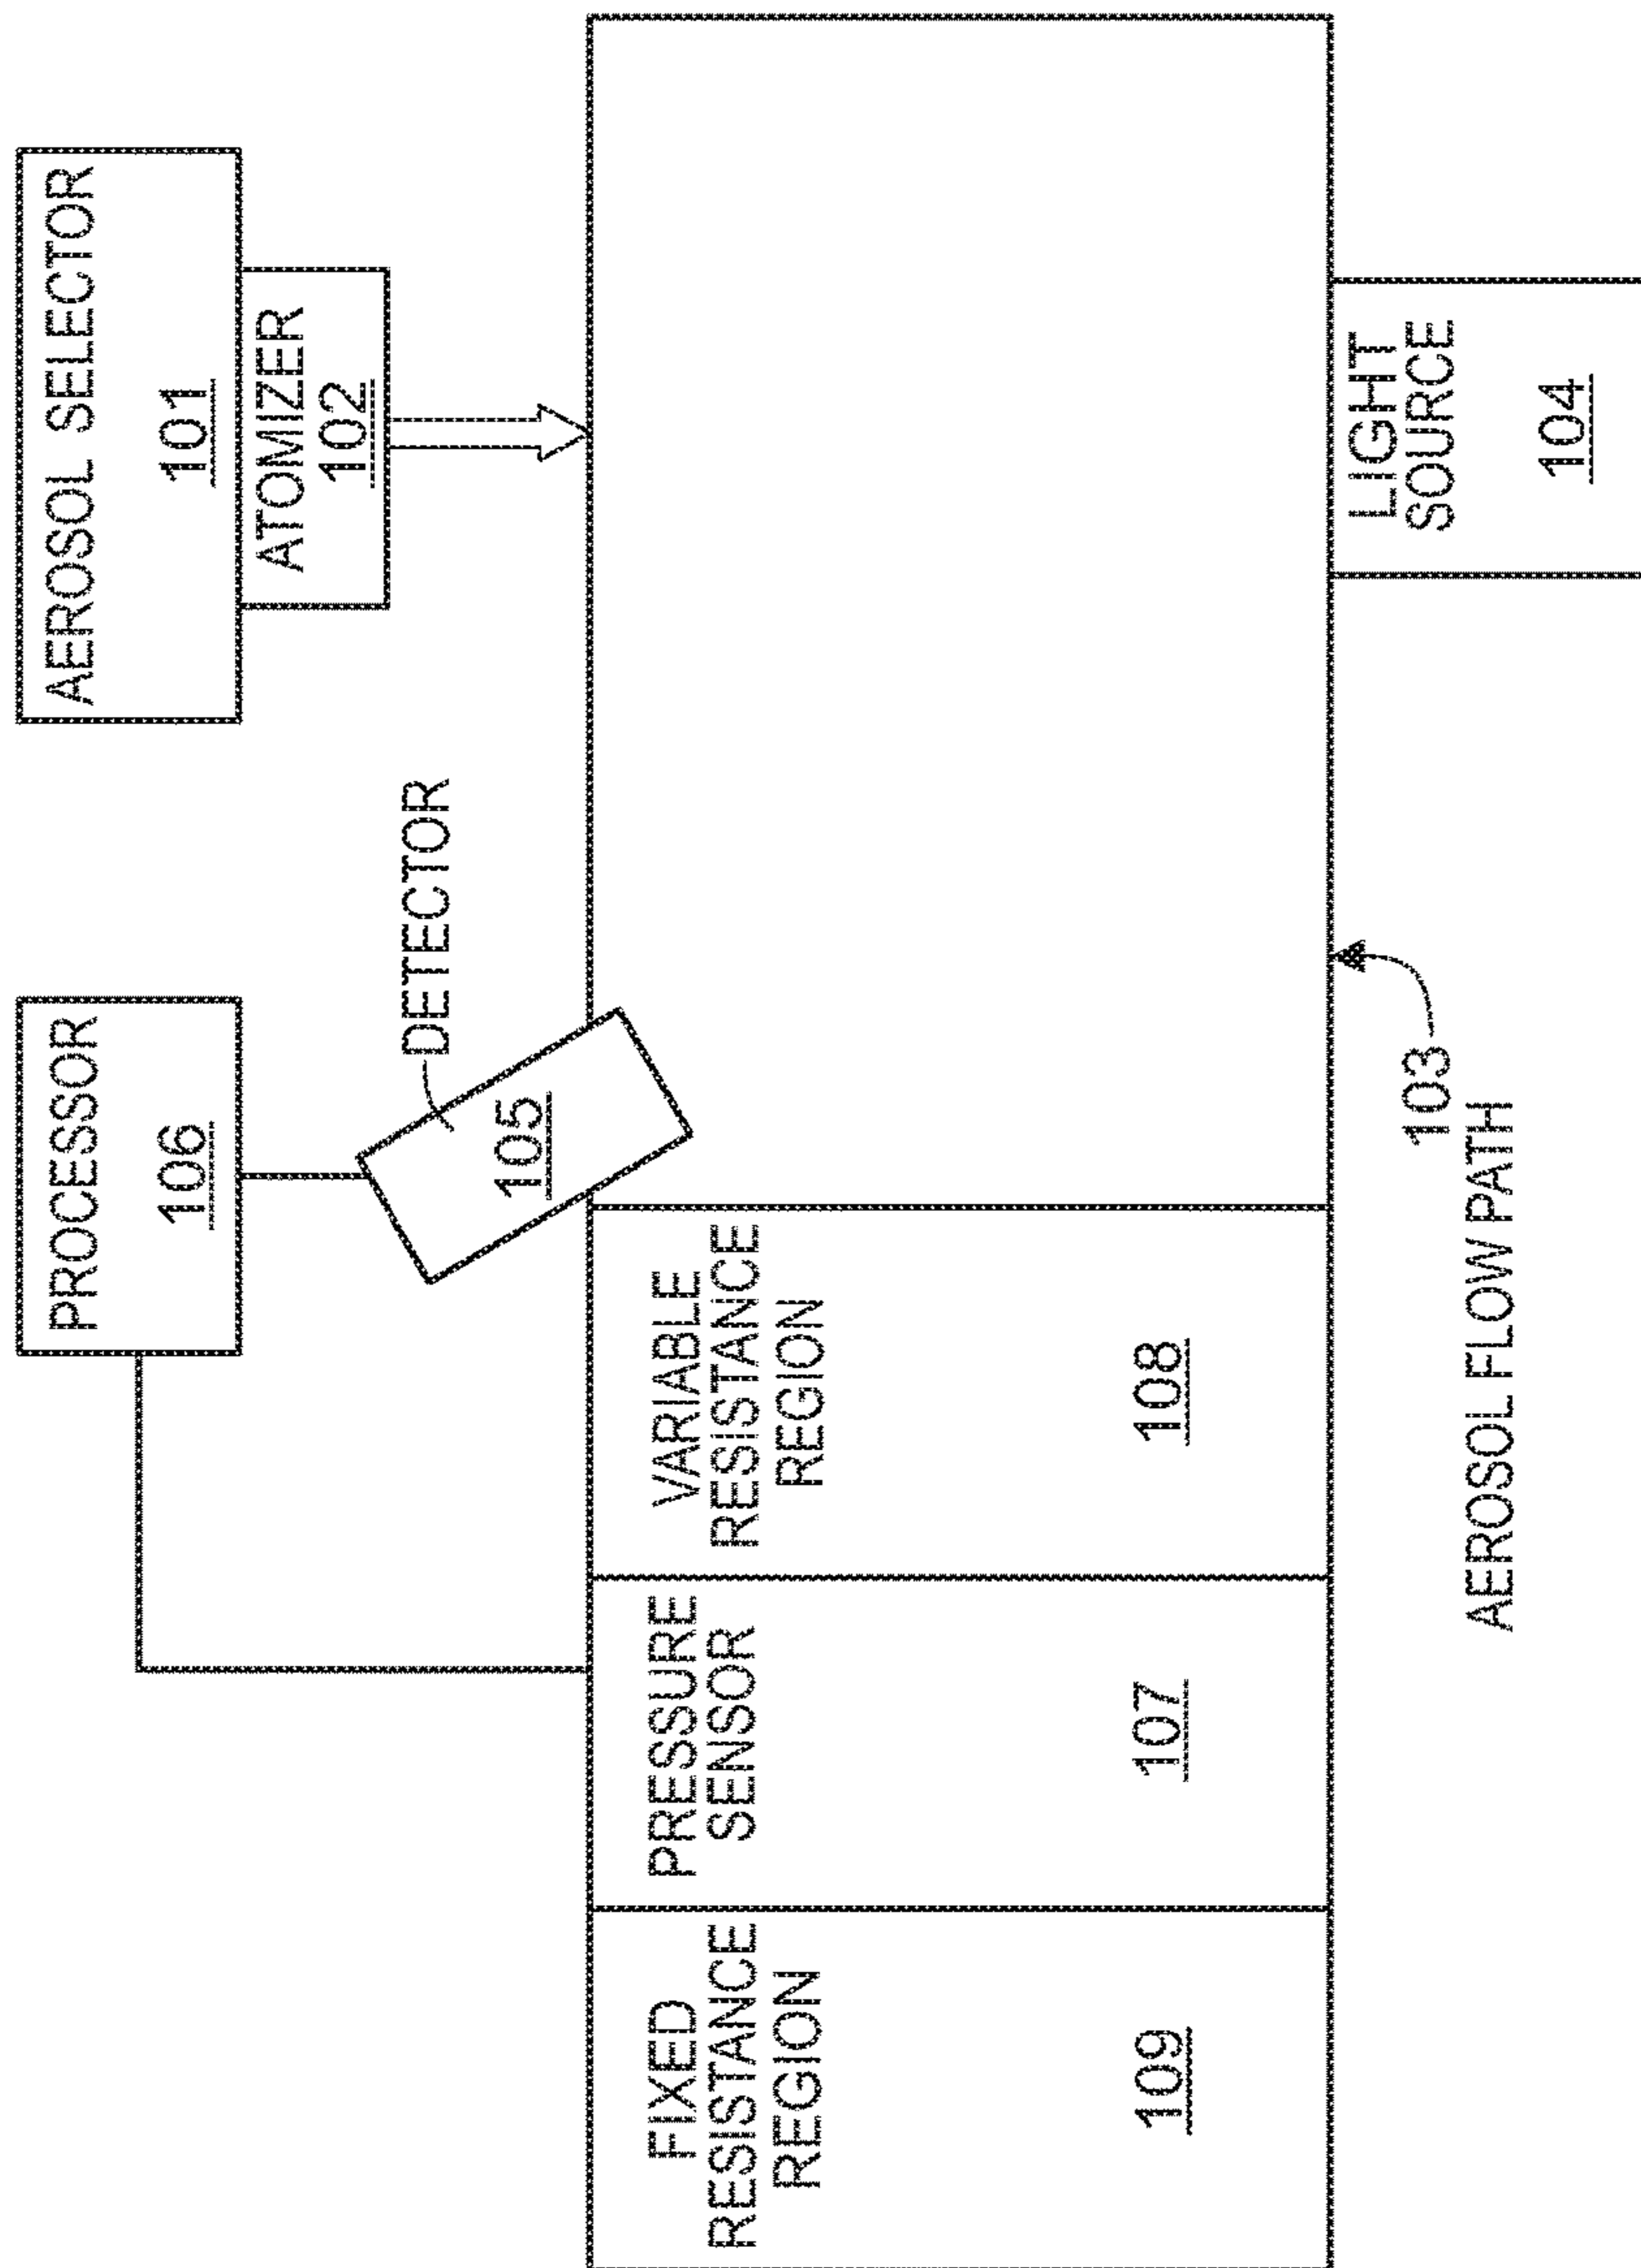 AEROSOL SELECTOR
101
ATOMIZER
102
PROCESSOR
106
DETECTOR
105
FIXED
RESISTANCE
REGION
109
PRESSURE
SENSOR
107
VARIABLE
RESISTANCE
REGION
108
LIGHT
SOURCE
104
103
AEROSOL FLOW PATH